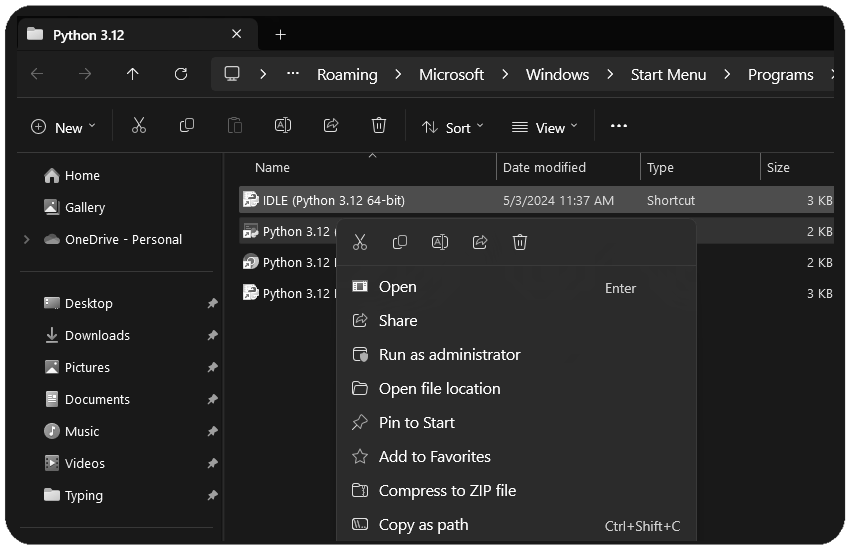 Python 3.12
Roaming > Microsoft > Windows > Start Menu > Programs >
New Sort View
Name Date modified Type Size
Home
Gallery
OneDrive - Personal
Desktop
Downloads
Pictures
Documents
Music
Videos
Typing
IDLE (Python 3.12 64-bit) 5/3/2024 11:37 AM Shortcut 3 KB
Python 3.12 ( 2 KB
Python 3.12 2 KB
Python 3.12 3 KB
Open Enter
Share
Run as administrator
Open file location
Pin to Start
Add to Favorites
Compress to ZIP file
Copy as path Ctrl+Shift+C